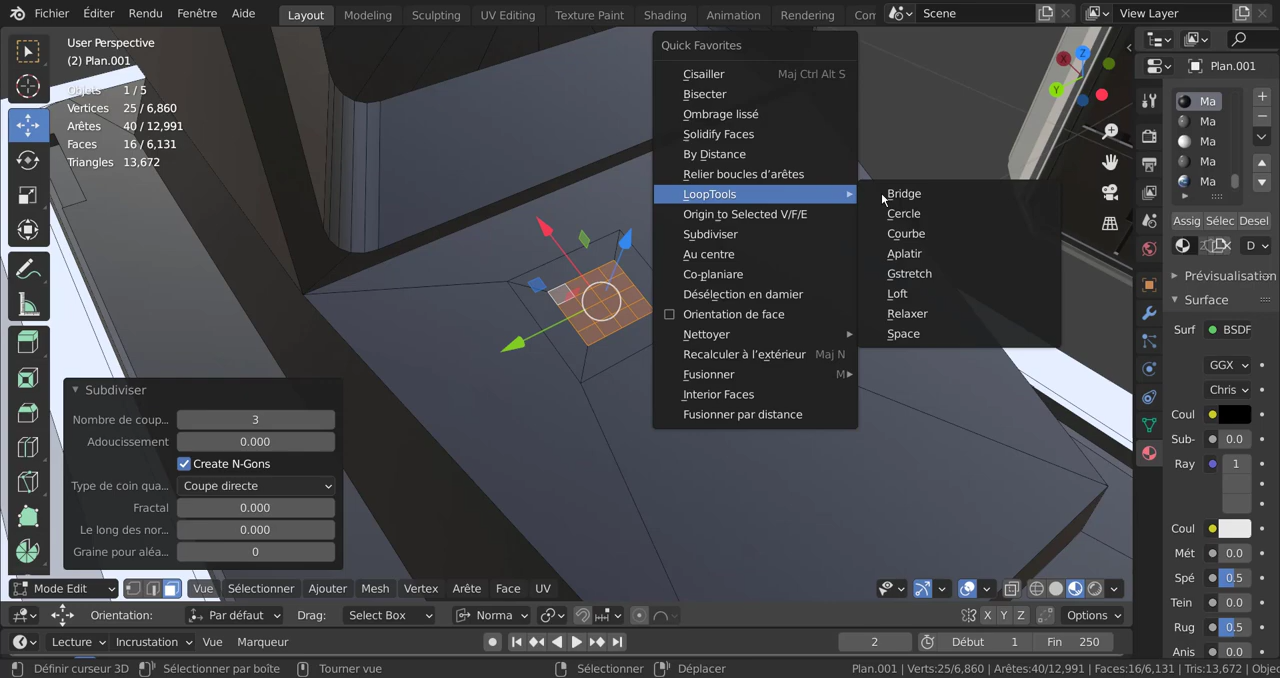 Fichier Éditer Rendu Fenêtre Aide Layout Modeling Sculpting UV Editing Texture Paint Shading Animation Rendering Scene View Layer
User Perspective
(2) Plan.001
Objets 1 / 5
Vertices 25 / 6,860
Arêtes 40 / 12,991
Faces 16 / 6,131
Triangles 13,672
Quick Favorites
Cisailler Maj Ctrl Alt S
Bisecter
Ombrage lissé
Solidify Faces
By Distance
Relier boucles d'arêtes
LoopTools
Origin to Selected V/F/E
Subdiviser
Au centre
Co-planiare
Désélection en damier
Orientation de face
Nettoyer
Recalculer à l'extérieur Maj N
Fusionner M
Interior Faces
Fusionner par distance
Bridge
Cercle
Courbe
Aplatir
Gstretch
Loft
Relaxer
Space
Subdiviser
Nombre de coup... 3
Adoucissement 0.000
Create N-Gons
Type de coin qua... Coupe directe
Fractal 0.000
Le long des nor... 0.000
Graine pour aléa... 0
X
Z
Y
Plan.001
Ma
Ma
Ma
Ma
Ma
Assig Sélec Desel
D
Prévisualisation
Surface
Surf BSDF
GGX
Chris
Coul
Sub- 0.0
Ray 1
Coul
Mét 0.0
Spé 0.5
Tein 0.0
Rug 0.5
Anis 0.0
Mode Edit Vue Sélectionner Ajouter Mesh Vertex Arête Face UV
Orientation: Par défaut Drag: Select Box Norma X Y Z Options
Lecture Incrustation Vue Marqueur 2 Début 1 Fin 250
Définir curseur 3D Sélectionner par boîte Tourner vue Sélectionner Déplacer Plan.001 | Verts:25/6,860 | Arêtes:40/12,991 | Faces:16/6,131 | Tris:13,672 |